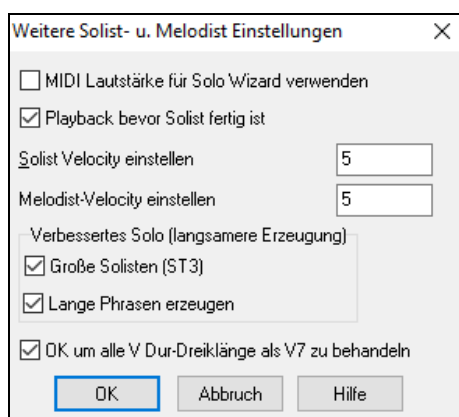 Weitere Solist- u. Melodist Einstellungen
MIDI Lautstärke für Solo Wizard verwenden
Playback bevor Solist fertig ist
Solist Velocity einstellen 5
Melodist-Velocity einstellen 5
Verbessertes Solo (langsamere Erzeugung)
Große Solisten (ST3)
Lange Phrasen erzeugen
OK um alle V Dur-Dreiklänge als V7 zu behandeln
OK Abbruch Hilfe